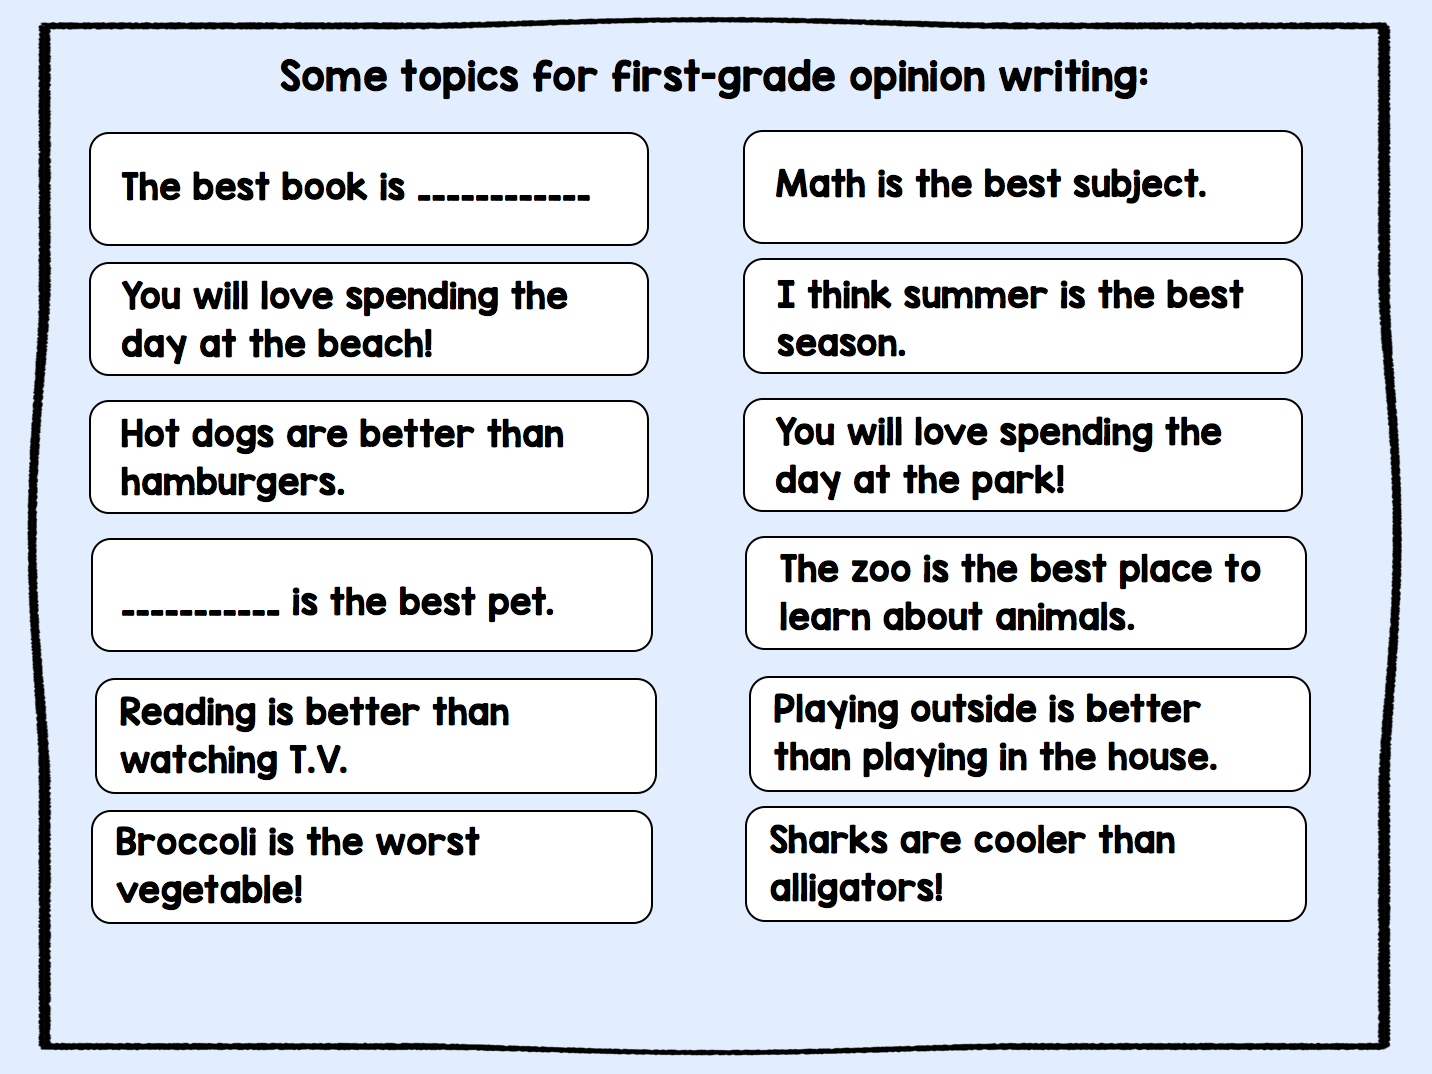 Some topics for first-grade opinion writing:
The best book is ____________
You will love spending the
day at the beach!
Hot dogs are better than
hamburgers.
___________ is the best pet.
Reading is better than
watching T.V.
Broccoli is the worst
vegetable!
Math is the best subject.
I think summer is the best
season.
You will love spending the
day at the park!
The zoo is the best place to
learn about animals.
Playing outside is better
than playing in the house.
Sharks are cooler than
alligators!